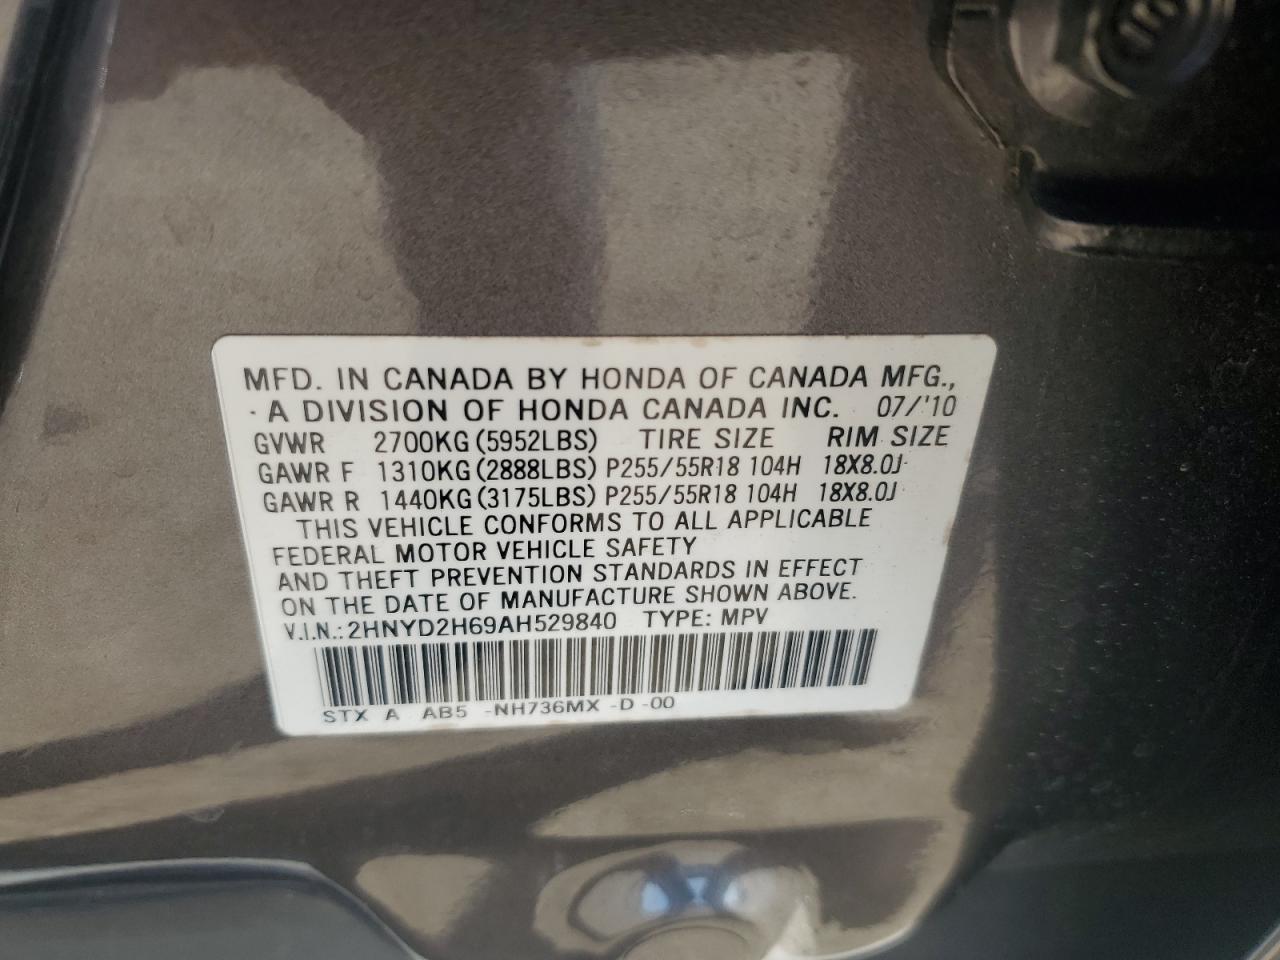 MFD. IN CANADA BY HONDA OF CANADA MFG.,
A DIVISION OF HONDA CANADA INC. 07/'10
GVWR 2700KG (5952LBS) TIRE SIZE RIM SIZE
GAWR F 1310KG (2888LBS) P255/55R18 104H 18X8.0J
GAWR R 1440KG (3175LBS) P255/55R18 104H 18X8.0J
THIS VEHICLE CONFORMS TO ALL APPLICABLE
FEDERAL MOTOR VEHICLE SAFETY
AND THEFT PREVENTION STANDARDS IN EFFECT
ON THE DATE OF MANUFACTURE SHOWN ABOVE.
V.I.N.: 2HNYD2H69AH529840 TYPE: MPV
STX A AB5 -NH736MX -D -00